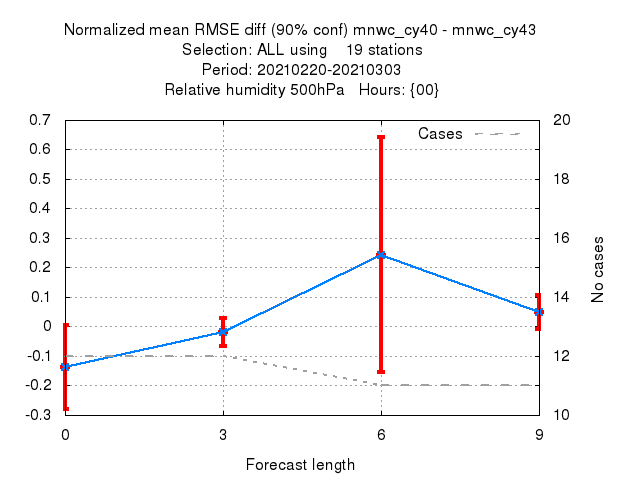 Normalized mean RMSE diff (90% conf) mnwc_cy40 - mnwc_cy43
Selection: ALL using    19 stations
Period: 20210220-20210303
Relative humidity 500hPa   Hours: {00}
Cases
0.7
0.6
0.5
0.4
0.3
0.2
0.1
0
-0.1
-0.2
-0.3
20
18
16
14
12
10
No cases
0 3 6 9
Forecast length